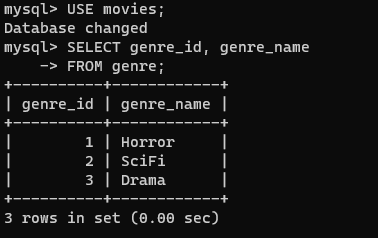 mysql> USE movies;
Database changed
mysql> SELECT genre_id, genre_name
    -> FROM genre;
+----------+------------+
| genre_id | genre_name |
+----------+------------+
|        1 | Horror     |
|        2 | SciFi      |
|        3 | Drama      |
+----------+------------+
3 rows in set (0.00 sec)